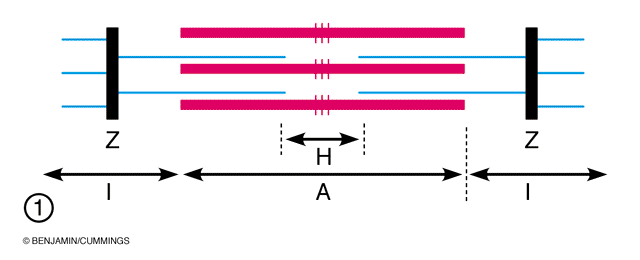 Z Z
H
I A I
1
© BENJAMIN/CUMMINGS